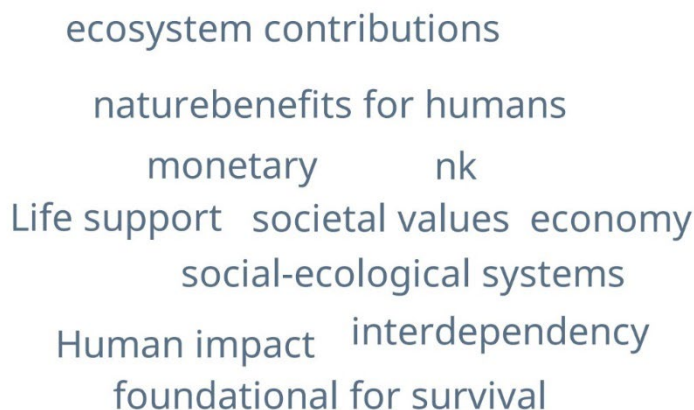 ecosystem contributions
naturebenefits for humans
monetary nk
Life support societal values economy
social-ecological systems
Human impact interdependency
foundational for survival